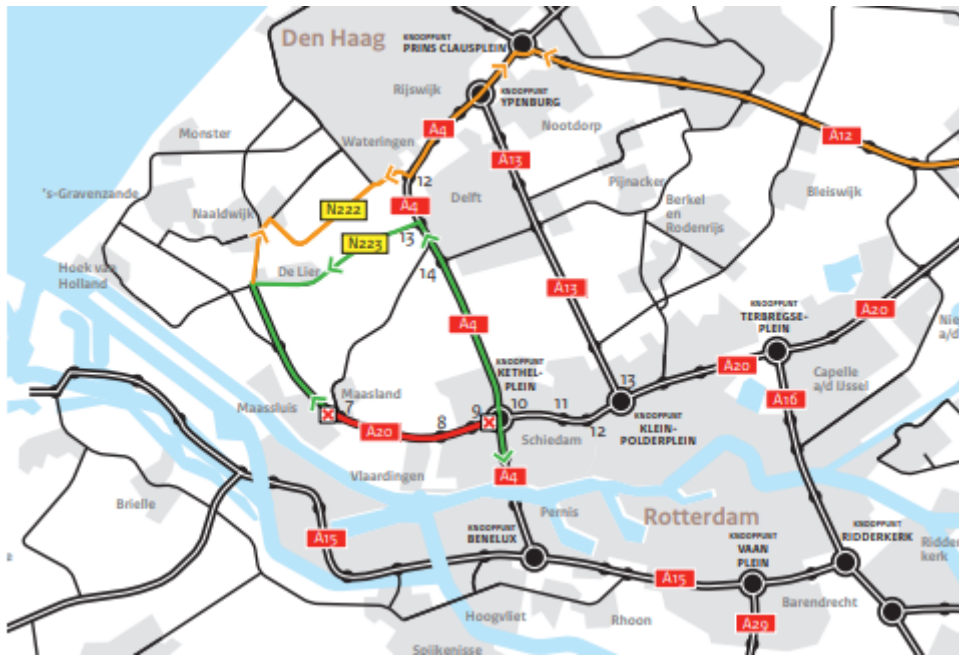 Den Haag
KNOOPPUNT
PRINS CLAUSPLEIN
Rijswijk
KNOOPPUNT
YPENBURG
Monster
Wateringen
A4
Nootdorp
A12
A13
's-Gravenzande
12
Delft
Pijnacker
Bleiswijk
Naaldwijk
N222
A4
Berkel
en
Rodenrijs
13
N223
Hoek van
Holland
De Lier
14
A13
KNOOPPUNT
TERBREGSE-
PLEIN
A20
A4
KNOOPPUNT
KETHEL-
PLEIN
A20
Capelle
a/d IJssel
Maasland
13
Maassluis
7
A20
8
9
10
11
12
KNOOPPUNT
KLEIN-
POLDERPLEIN
A16
Schiedam
Vlaardingen
A4
Brielle
Pernis
Rotterdam
KNOOPPUNT
RIDDERKERK
A15
KNOOPPUNT
BENELUX
KNOOPPUNT
VAAN
PLEIN
A15
Barendrecht
Hoogvliet
Rhoon
A29
Spijkenisse